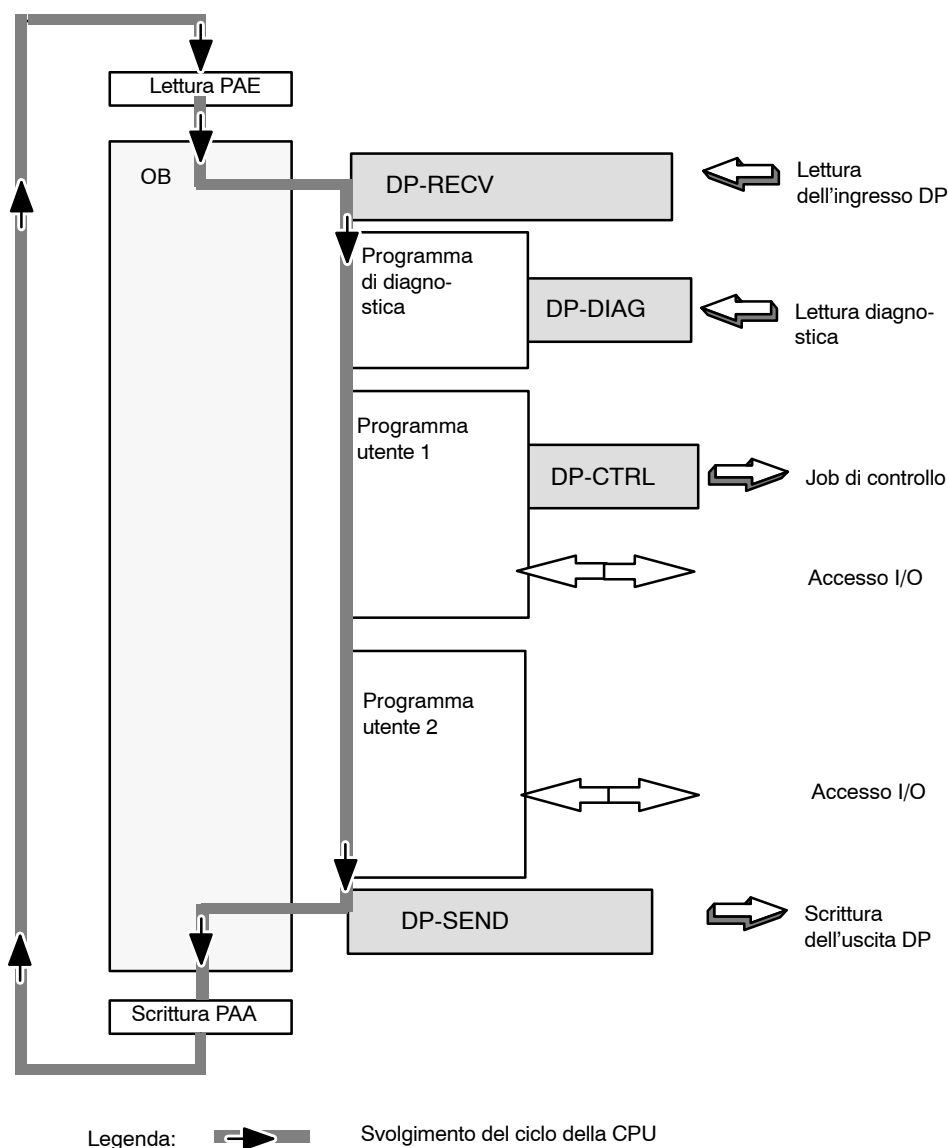 Lettura PAE
OB
DP-RECV
Lettura
dell'ingresso DP
Programma
di diagno-
stica
DP-DIAG
Lettura diagno-
stica
Programma
utente 1
DP-CTRL
Job di controllo
Accesso I/O
Programma
utente 2
Accesso I/O
DP-SEND
Scrittura
dell'uscita DP
Scrittura PAA
Legenda:
Svolgimento del ciclo della CPU